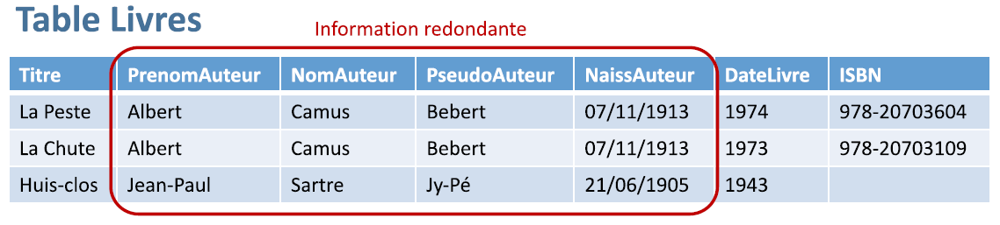 Table Livres
Information redondante
Titre PrenomAuteur NomAuteur PseudoAuteur NaissAuteur DateLivre ISBN
La Peste Albert Camus Bebert 07/11/1913 1974 978-20703604
La Chute Albert Camus Bebert 07/11/1913 1973 978-20703109
Huis-clos Jean-Paul Sartre Jy-Pé 21/06/1905 1943